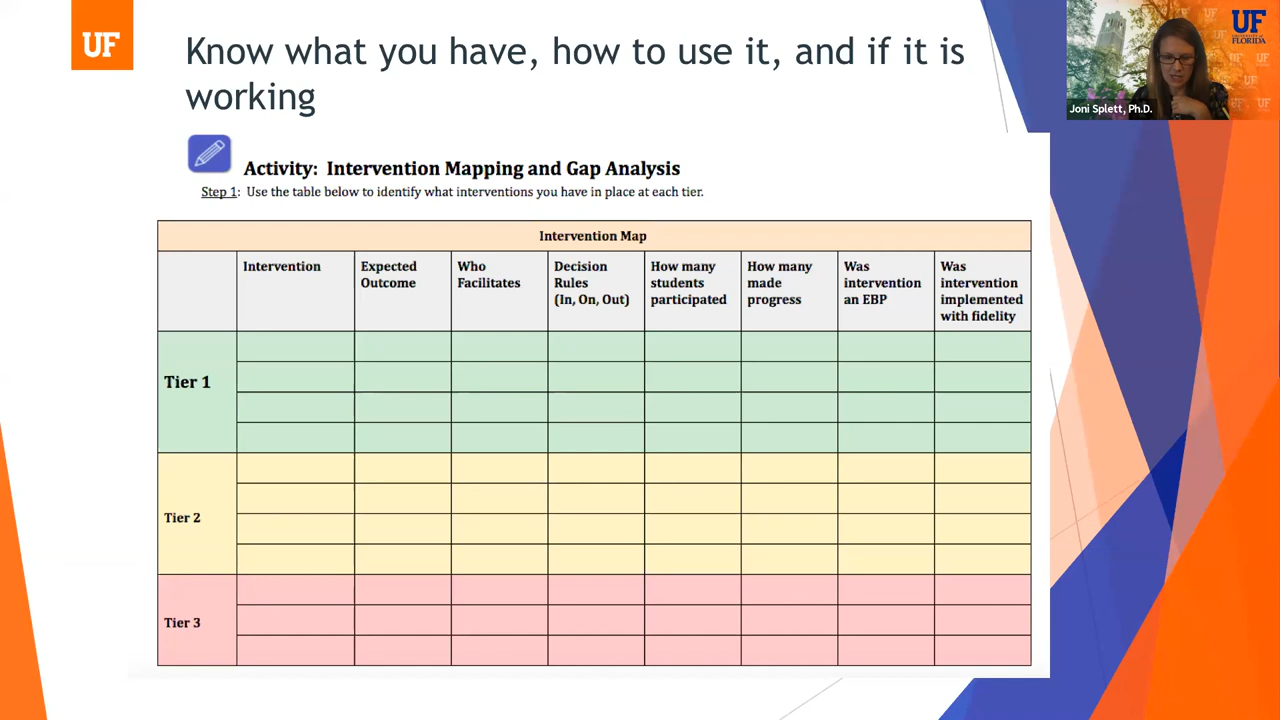 UF
Know what you have, how to use it, and if it is
working
UF
UNIVERSITY of
FLORIDA
Joni Splett, Ph.D.
Activity: Intervention Mapping and Gap Analysis
Step 1: Use the table below to identify what interventions you have in place at each tier.
Intervention Map
Intervention
Expected
Outcome
Who
Facilitates
Decision
Rules
(In, On, Out)
How many
students
participated
How many
made
progress
Was
intervention
an EBP
Was
intervention
implemented
with fidelity
Tier 1
Tier 2
Tier 3